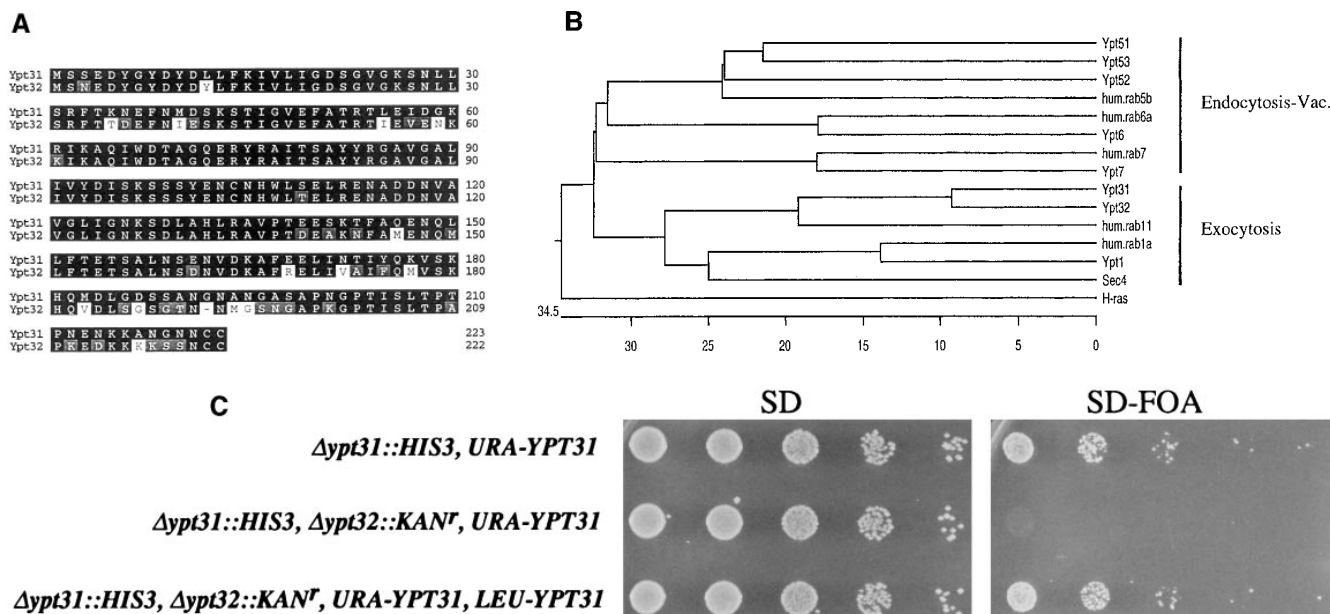 A
Ypt31 MSSEDYGYDYDLLFKIVLIGDSGVGKSNLL 30
Ypt32 MSNEDYGYDYDYLFKIVLIGDSGVGKSNLL 30
Ypt31 SRFTKNEFNMDSKSTIGVEFATRTLEIDGK 60
Ypt32 SRFTTDEFNIESKSTIGVEFATRTIEVENK 60
Ypt31 RIKAQIWDTAGQERYRAITSAYYRGAVGAL 90
Ypt32 KIKAQIWDTAGQERYRAITSAYYRGAVGAL 90
Ypt31 IVYDISKSSSYENCNHWLSELRENADDNVA 120
Ypt32 IVYDISKSSSYENCNHWLTELRENADDNVA 120
Ypt31 VGLIGNKSDLAHLRAVPTEESKTFAQENQL 150
Ypt32 VGLIGNKSDLAHLRAVPTDEAKNFAMENQM 150
Ypt31 LFTETSALNSENVDKAFEELINTIYQKVSK 180
Ypt32 LFTETSALNSDNVDKAFRELIVAIFQMVSK 180
Ypt31 HQMDLGDSSANGNANGASAPNGPTISLTPT 210
Ypt32 HQVDLSGSGTN-NMGSNGAPKGPTISLTPA 209
Ypt31 PNENKKANGNNCC 223
Ypt32 PKEDKKKKSSNCC 222
B
Ypt51
Ypt53
Ypt52
hum.rab5b
hum.rab6a
Ypt6
hum.rab7
Ypt7
Ypt31
Ypt32
hum.rab11
hum.rab1a
Ypt1
Sec4
H-ras
Endocytosis-Vac.
Exocytosis
34.5
30 25 20 15 10 5 0
C
SD SD-FOA
Δypt31::HIS3, URA-YPT31
Δypt31::HIS3, Δypt32::KANr, URA-YPT31
Δypt31::HIS3, Δypt32::KANr, URA-YPT31, LEU-YPT31